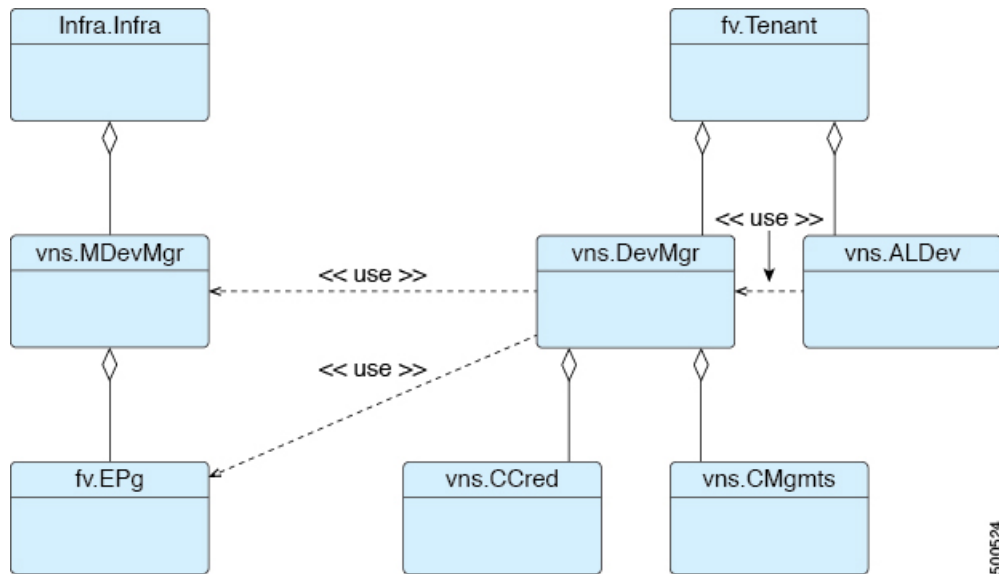 Infra.Infra
fv.Tenant
<< use >>
vns.MDevMgr
<< use >>
vns.DevMgr
vns.ALDev
<< use >>
fv.EPg
vns.CCred
vns.CMgmts
500524